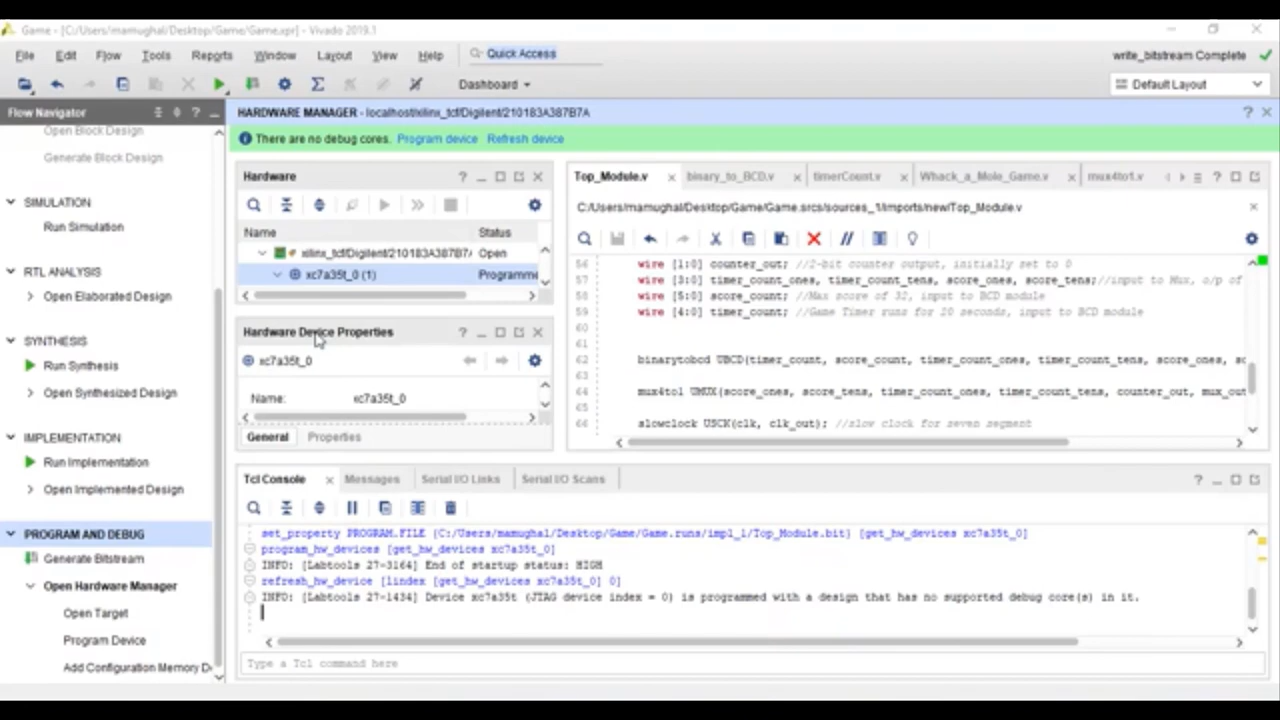 Game - [C:/Users/mamughal/Desktop/Game/Game.xpr] - Vivado 2019.1
File Edit Flow Tools Reports Window Layout View Help Quick Access
write_bitstream Complete
Dashboard
Default Layout
Flow Navigator
HARDWARE MANAGER - localhost/xilinx_tcf/Digilent/210183A387B7A
Open Block Design
Generate Block Design
SIMULATION
Run Simulation
RTL ANALYSIS
Open Elaborated Design
SYNTHESIS
Run Synthesis
Open Synthesized Design
IMPLEMENTATION
Run Implementation
Open Implemented Design
PROGRAM AND DEBUG
Generate Bitstream
Open Hardware Manager
Open Target
Program Device
Add Configuration Memory D
There are no debug cores. Program device Refresh device
Hardware
Name Status
xilinx_tcf/Digilent/210183A387B7/ Open
xc7a35t_0 (1) Programme
Hardware Device Properties
xc7a35t_0
Name: xc7a35t_0
General Properties
Top_Module.v binary_to_BCD.v timerCount.v Whack_a_Mole_Game.v mux4to1.v
C:/Users/mamughal/Desktop/Game/Game.srcs/sources_1/imports/new/Top_Module.v
56 wire [1:0] counter_out; //2-bit counter output, initially set to 0
57 wire [3:0] timer_count_ones, timer_count_tens, score_ones, score_tens;//input to Mux, o/p of
58 wire [5:0] score_count; //Max score of 32, input to BCD module
59 wire [4:0] timer_count; //Game Timer runs for 20 seconds, input to BCD module
60
61
62 binarytobcd UBCD(timer_count, score_count, timer_count_ones, timer_count_tens, score_ones, sc
63
64 mux4to1 UMUX(score_ones, score_tens, timer_count_ones, timer_count_tens, counter_out, mux_out
65
66 slowclock USCK(clk, clk_out); //slow clock for seven segment
Tcl Console Messages Serial I/O Links Serial I/O Scans
set_property PROGRAM.FILE {C:/Users/mamughal/Desktop/Game/Game.runs/impl_1/Top_Module.bit} [get_hw_devices xc7a35t_0]
program_hw_devices [get_hw_devices xc7a35t_0]
INFO: [Labtools 27-3164] End of startup status: HIGH
refresh_hw_device [lindex [get_hw_devices xc7a35t_0] 0]
INFO: [Labtools 27-1434] Device xc7a35t (JTAG device index = 0) is programmed with a design that has no supported debug core(s) in it.
Type a Tcl command here